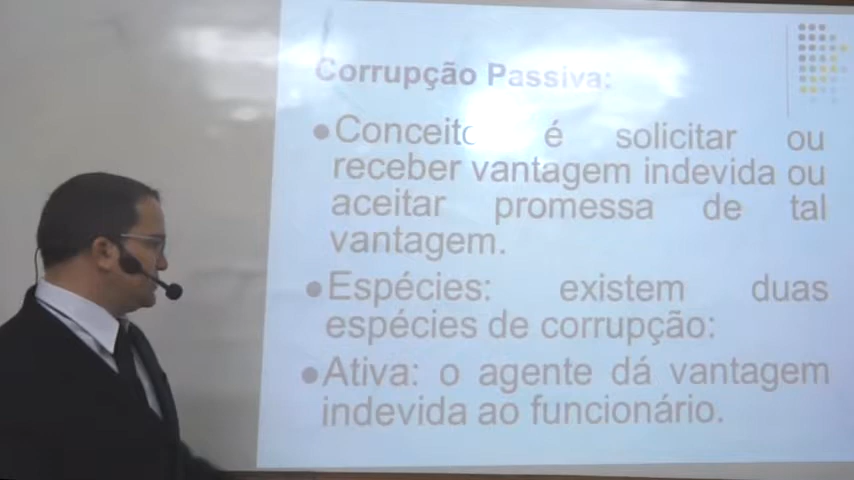 Corrupção Passiva:
●Conceito é solicitar ou
receber vantagem indevida ou
aceitar promessa de tal
vantagem.
●Espécies: existem duas
espécies de corrupção:
●Ativa: o agente dá vantagem
indevida ao funcionário.